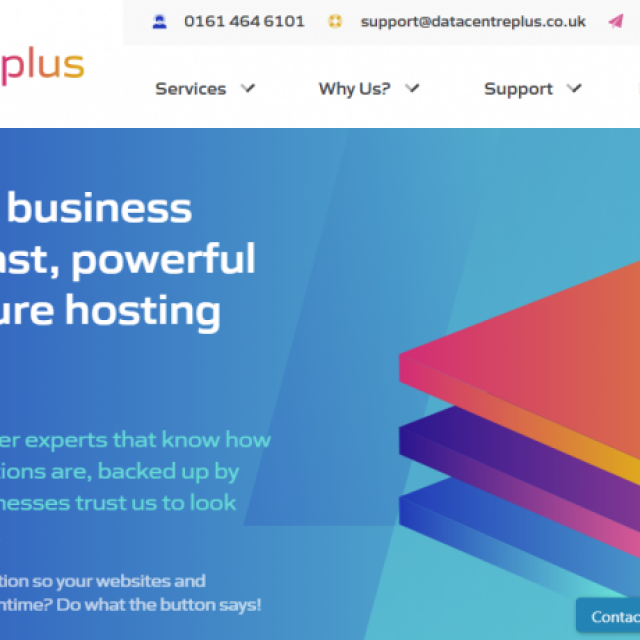 0161 464 6101 support@datacentreplus.co.uk
plus
Services Why Us? Support
business
ast, powerful
ure hosting
er experts that know how
tions are, backed up by
nesses trust us to look
tion so your websites and
ntime? Do what the button says!
Contac